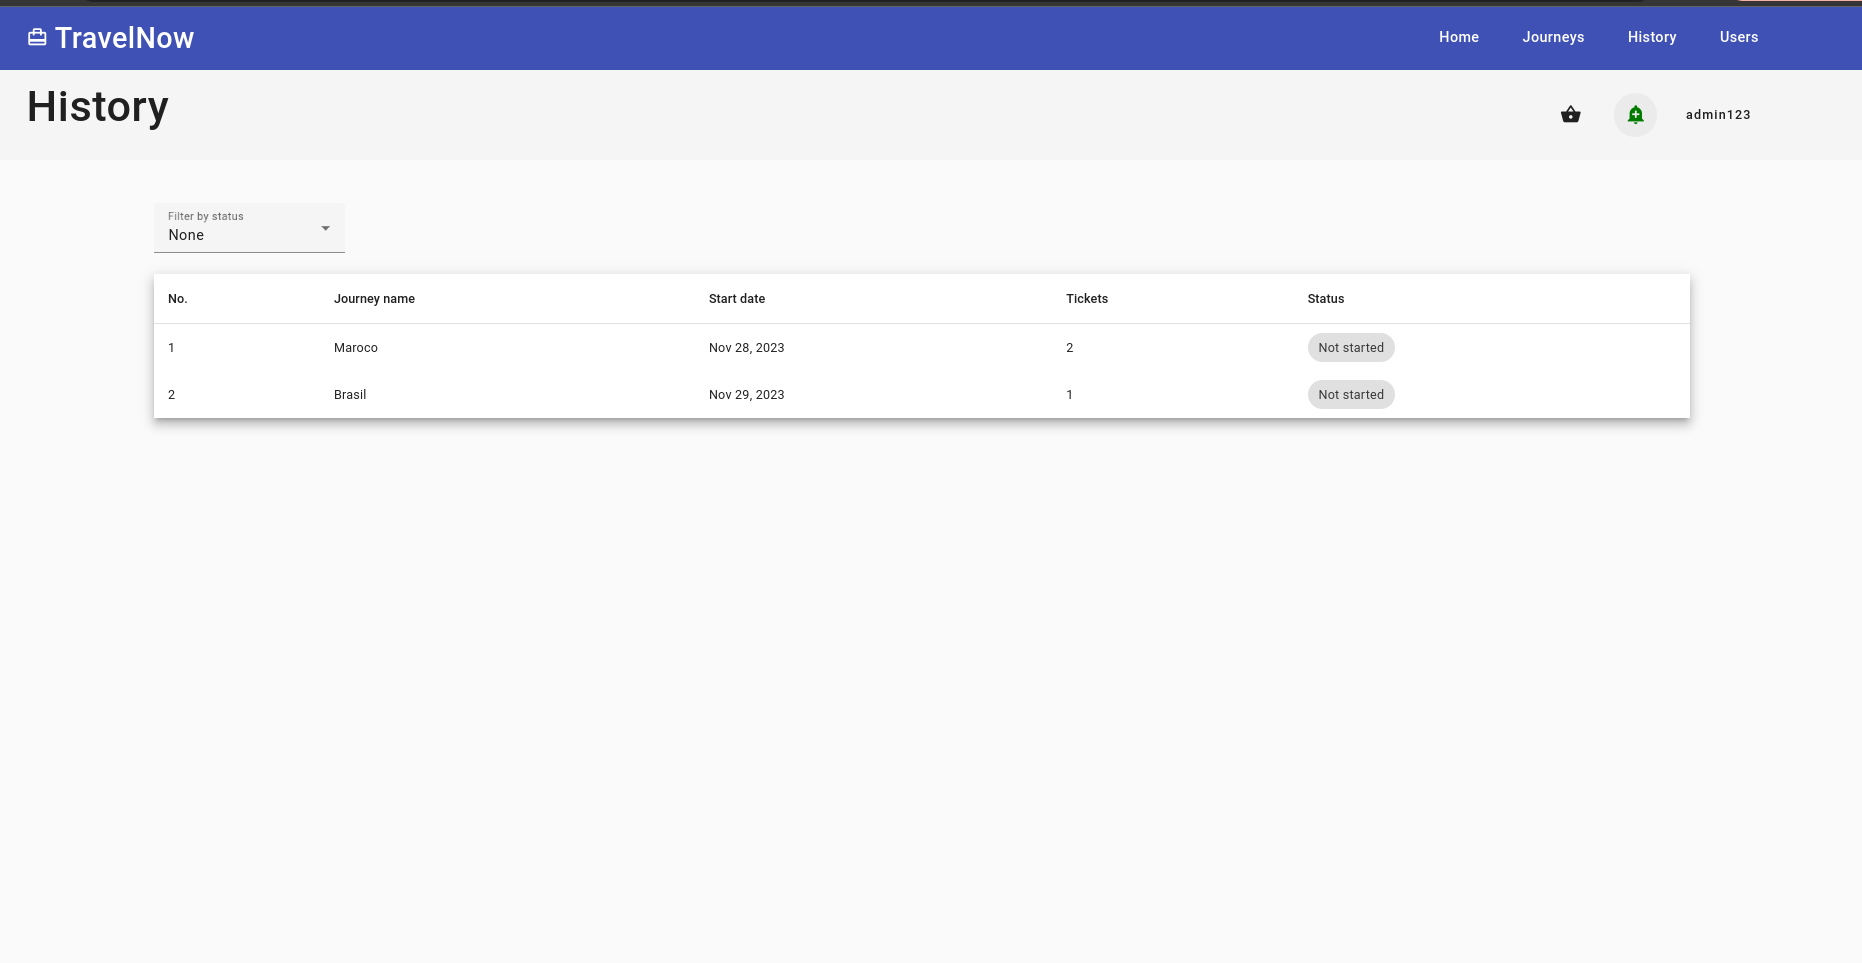 TravelNow
Home Journeys History Users
History
admin123
Filter by status
None
No. Journey name Start date Tickets Status
1 Maroco Nov 28, 2023 2 Not started
2 Brasil Nov 29, 2023 1 Not started